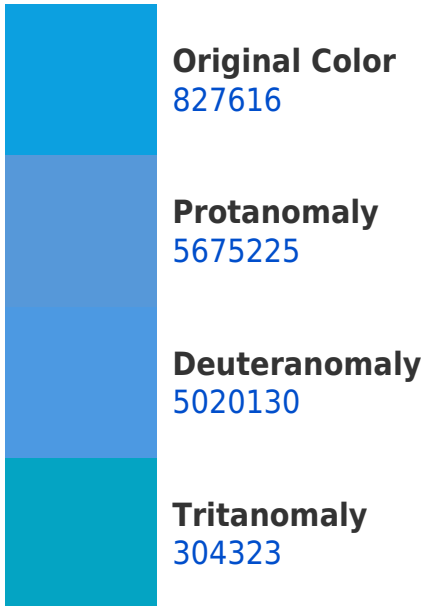 Original Color
827616
Protanomaly
5675225
Deuteranomaly
5020130
Tritanomaly
304323